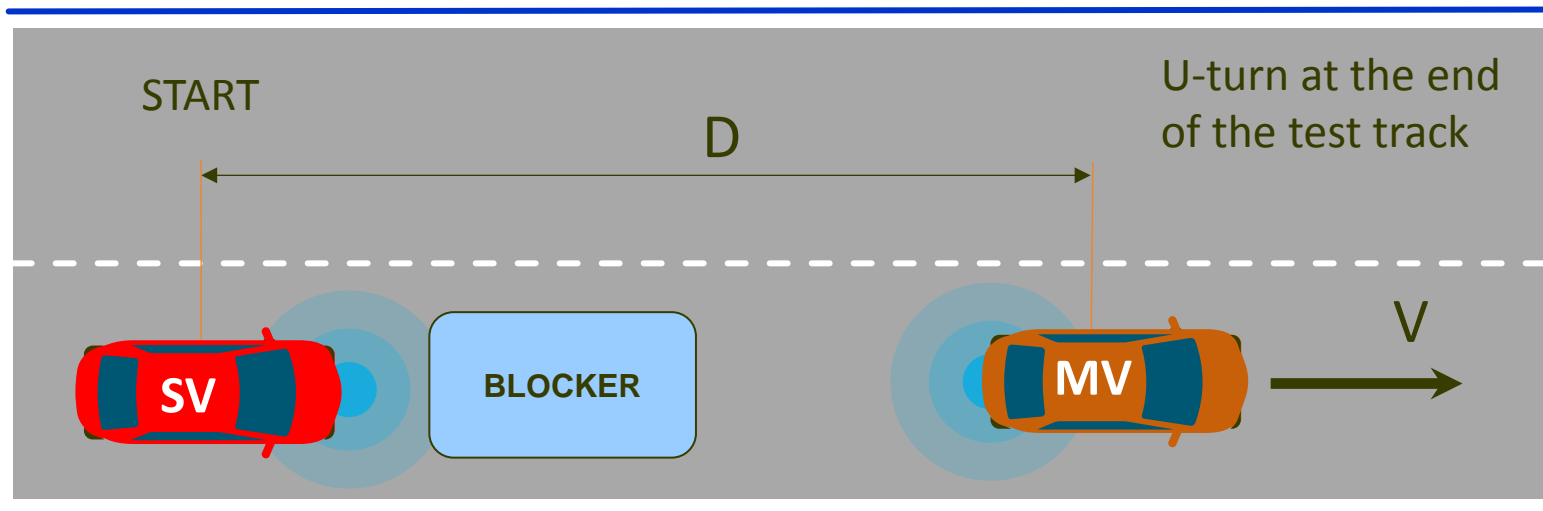 START
D
U-turn at the end
of the test track
V
SV
BLOCKER
MV